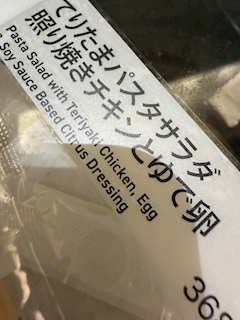 てりたまパスタサラダ
照り焼きチキンとゆで卵
Pasta Salad with Teriyaki Chicken, Egg
Soy Sauce Based Citrus Dressing
368